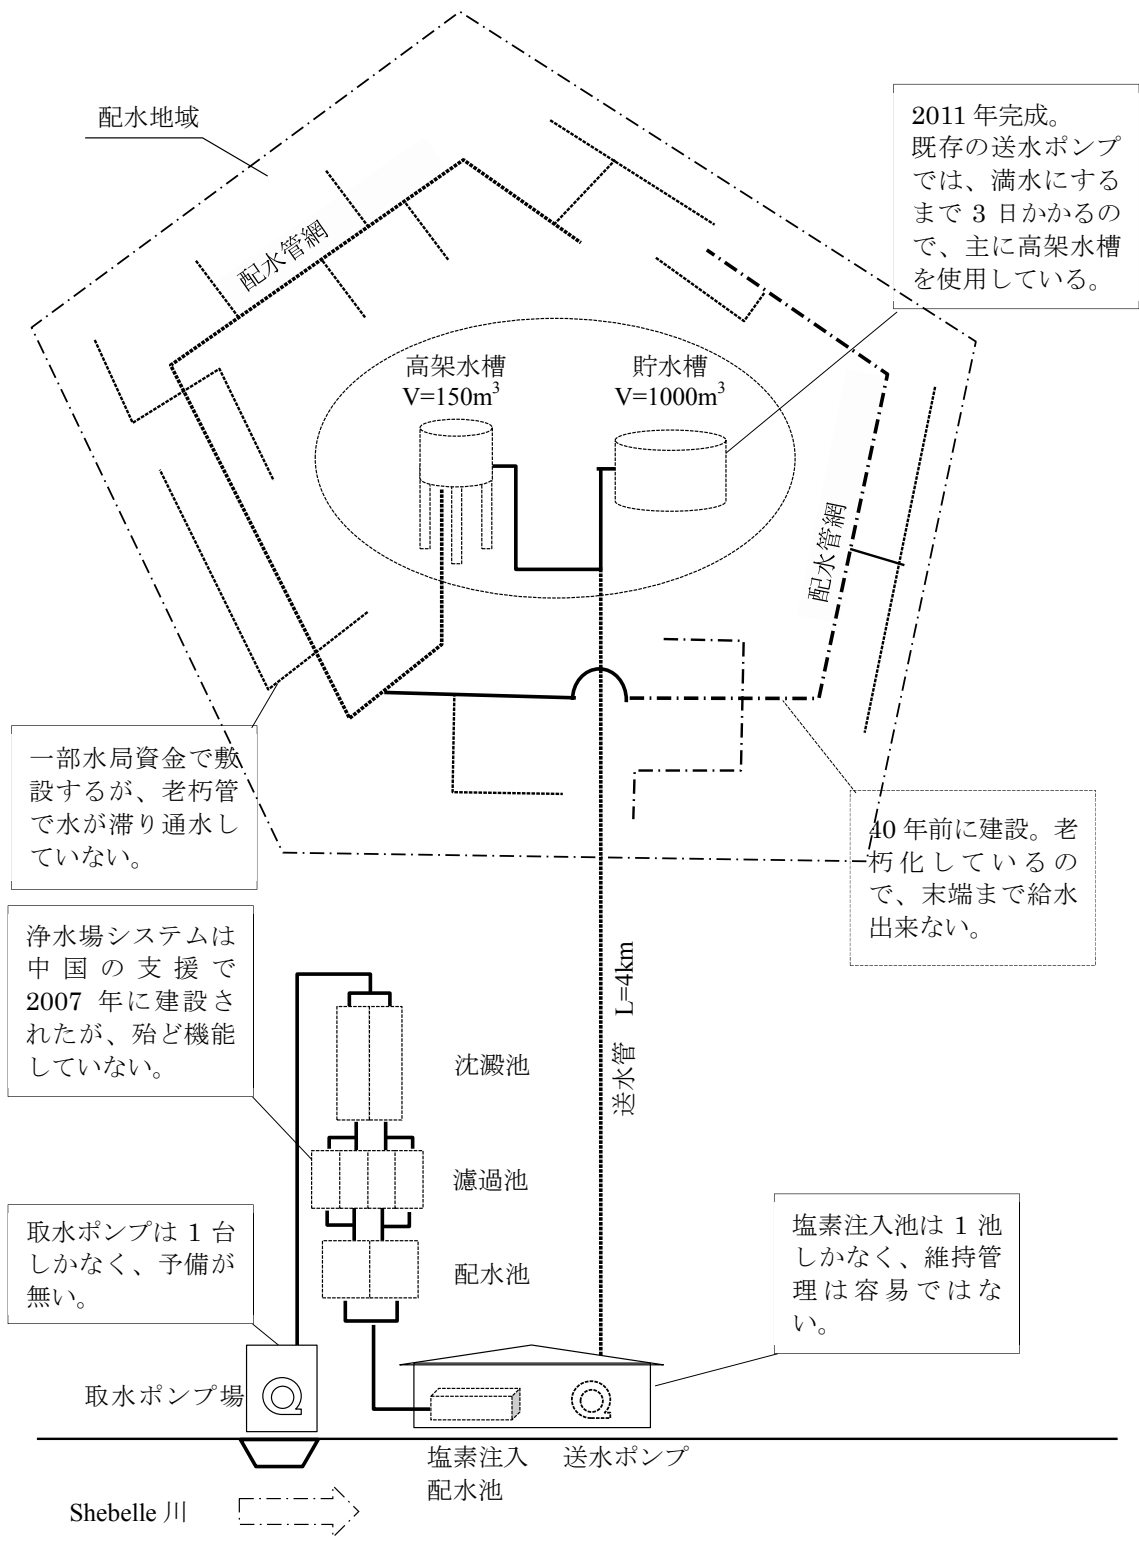 配水地域
2011 年完成。
既存の送水ポンプ
では、満水にする
まで 3 日かかるの
で、主に高架水槽
を使用している。
配水管網
高架水槽
V=150m³
貯水槽
V=1000m³
配水管網
一部水局資金で敷
設するが、老朽管
で水が滞り通水し
ていない。
40 年前に建設。老
朽化しているの
で、末端まで給水
出来ない。
浄水場システムは
中国の支援で
2007 年に建設さ
れたが、殆ど機能
していない。
送水管 L=4km
沈澱池
濾過池
配水池
取水ポンプは 1 台
しかなく、予備が
無い。
塩素注入池は 1 池
しかなく、維持管
理は容易ではな
い。
取水ポンプ場
塩素注入
配水池
送水ポンプ
Shebelle 川